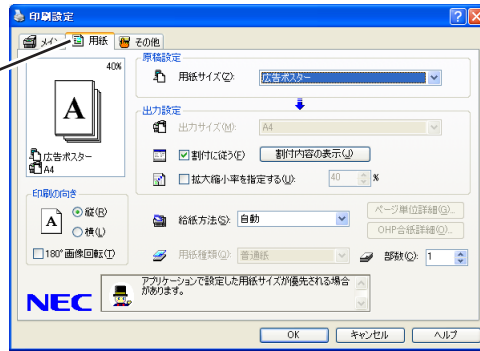 印刷設定
メイン 用紙 その他
40%
A
広告ポスター
A4
印刷の向き
A
縦(R)
横(L)
180°画像回転(T)
原稿設定
用紙サイズ(Z): 広告ポスター
出力設定
出力サイズ(M): A4
割付に従う(F) 割付内容の表示(J)
拡大縮小率を指定する(U): 40 %
給紙方法(S): 自動
ページ単位詳細(G)...
OHP合紙詳細(O)...
用紙種類(Q): 普通紙 部数(C): 1
NEC
アプリケーションで設定した用紙サイズが優先される場合
があります。
OK キャンセル ヘルプ